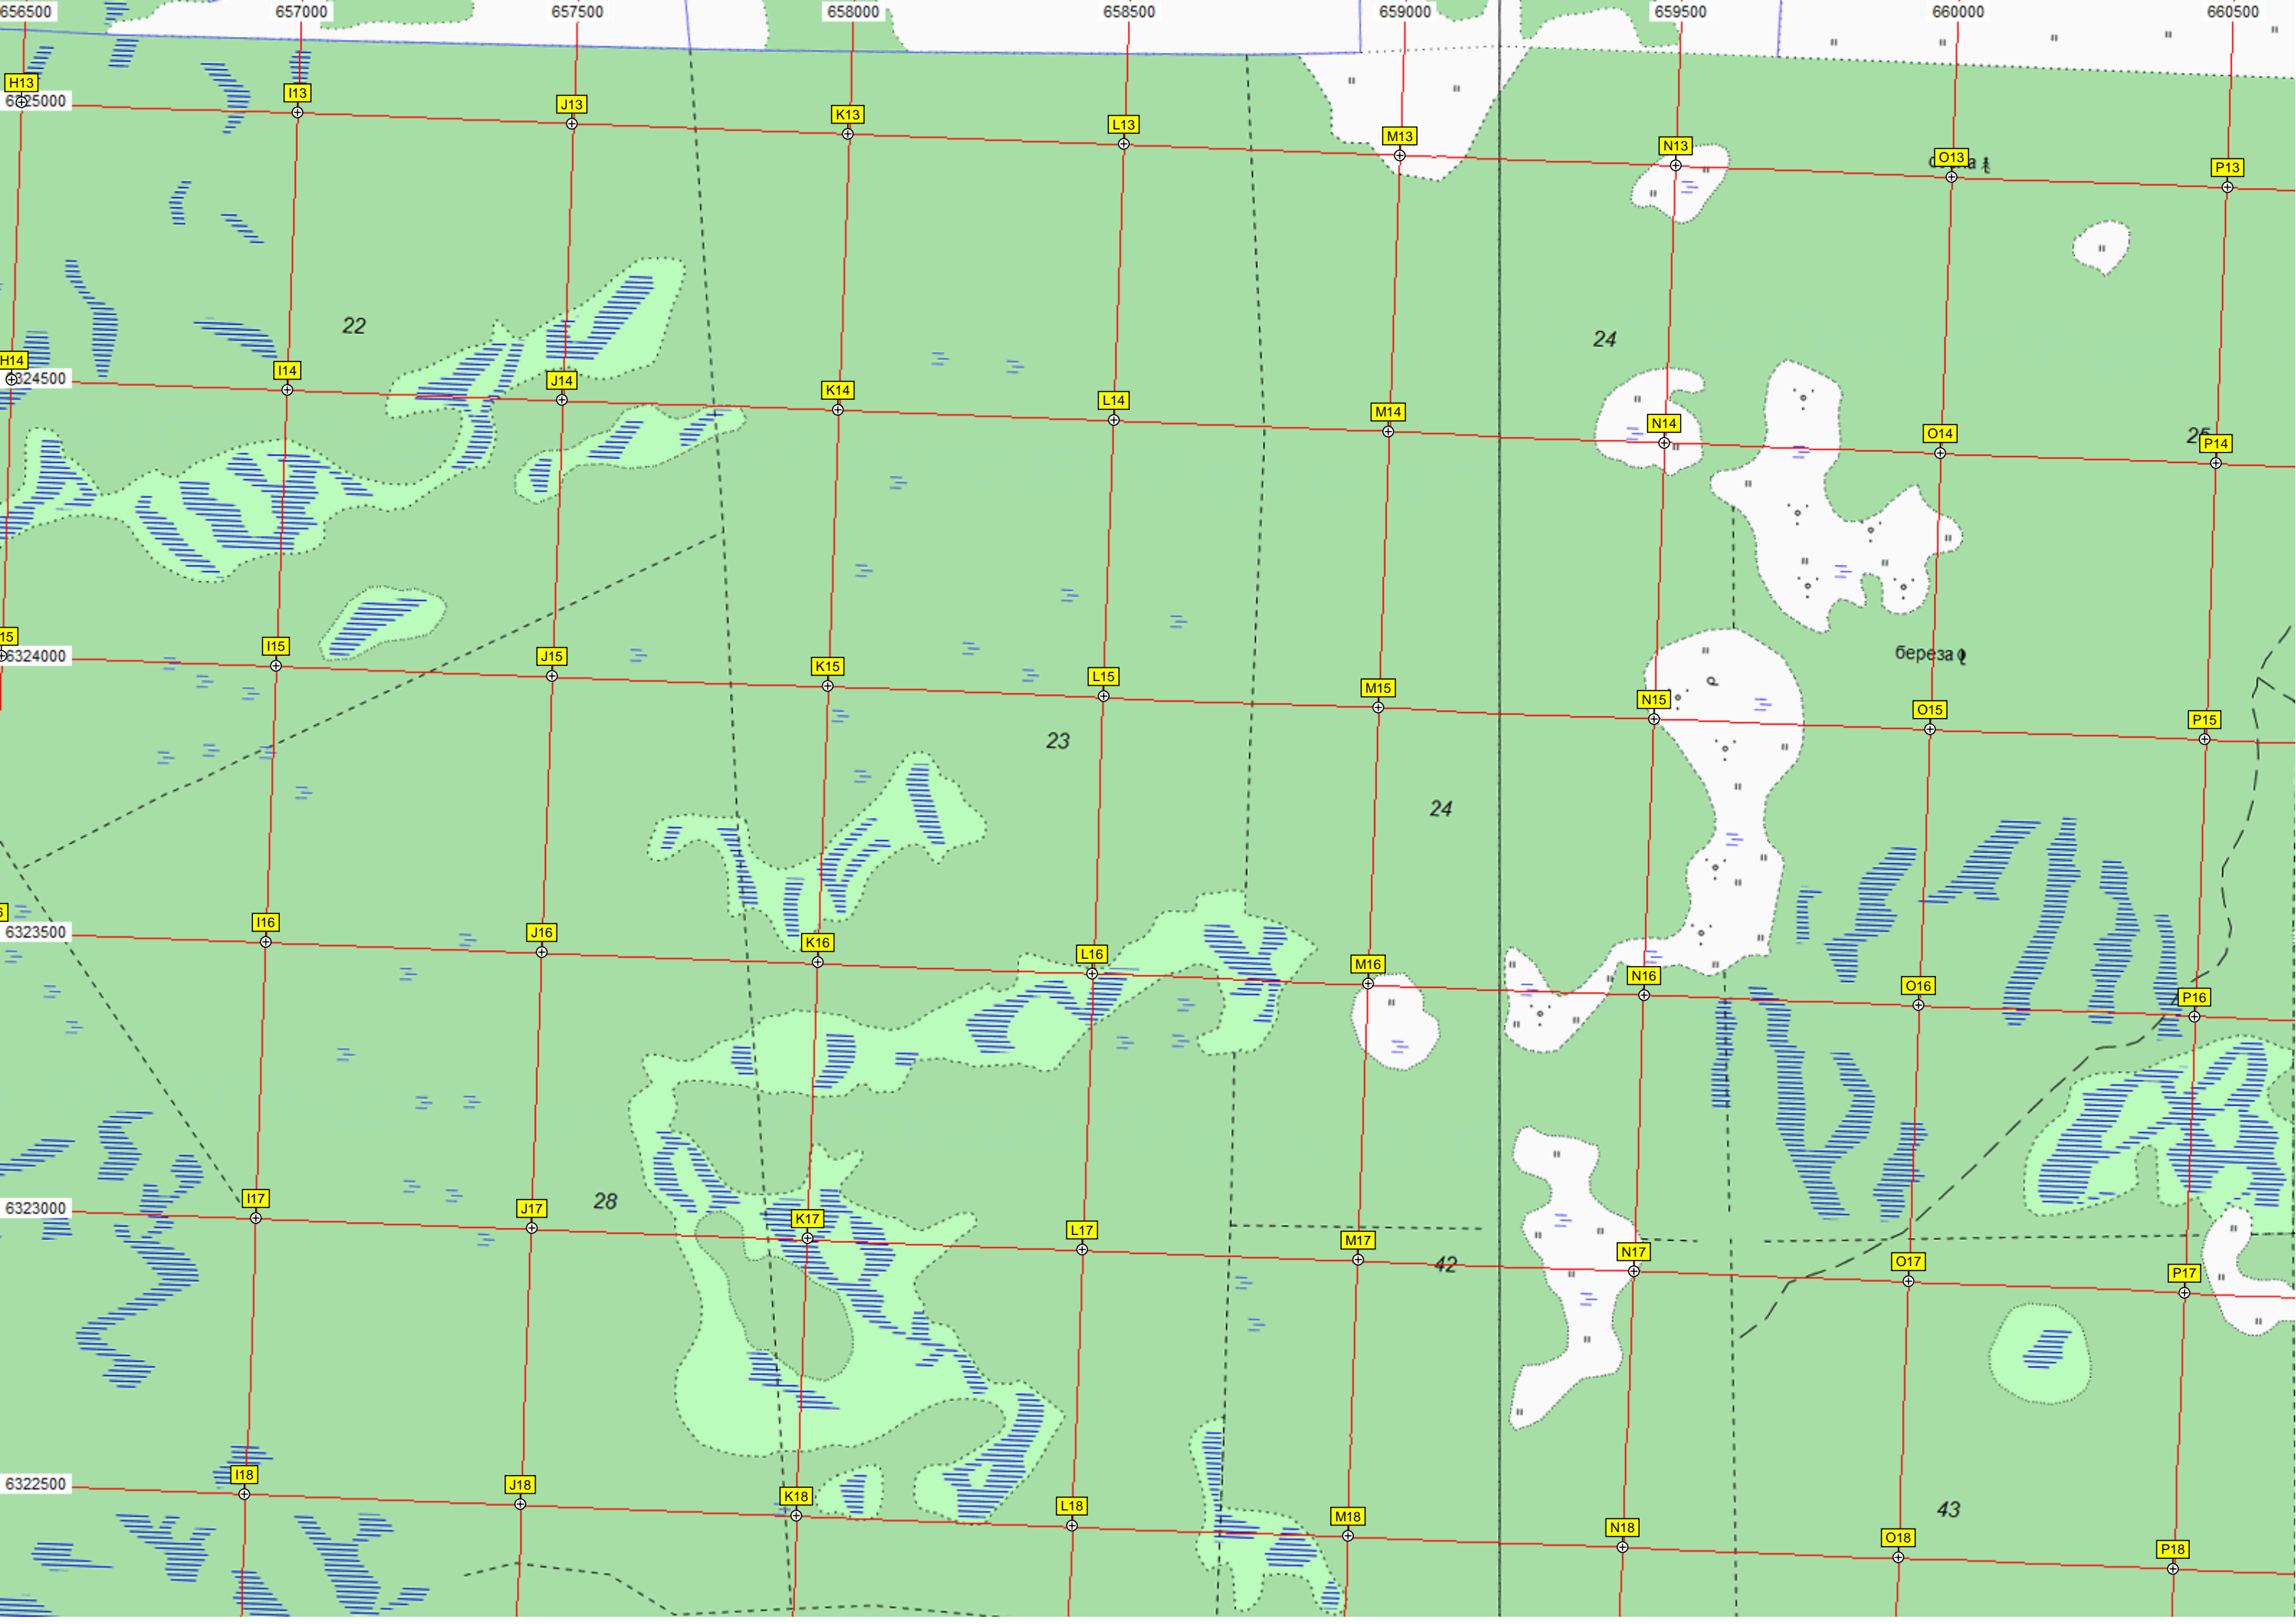 656500 657000 657500 658000 658500 659000 659500 660000 660500
H13 I13 J13 K13 L13 M13 N13 O13 P13
6325000
22 24
H14 I14 J14 K14 L14 M14 N14 O14 P14
6324500
25
береза
15 I15 J15 K15 L15 M15 N15 O15 P15
6324000
23
24
I16 J16 K16 L16 M16 N16 O16 P16
6323500
28
I17 J17 K17 L17 M17 N17 O17 P17
6323000
42
I18 J18 K18 L18 M18 N18 O18 P18
6322500
43